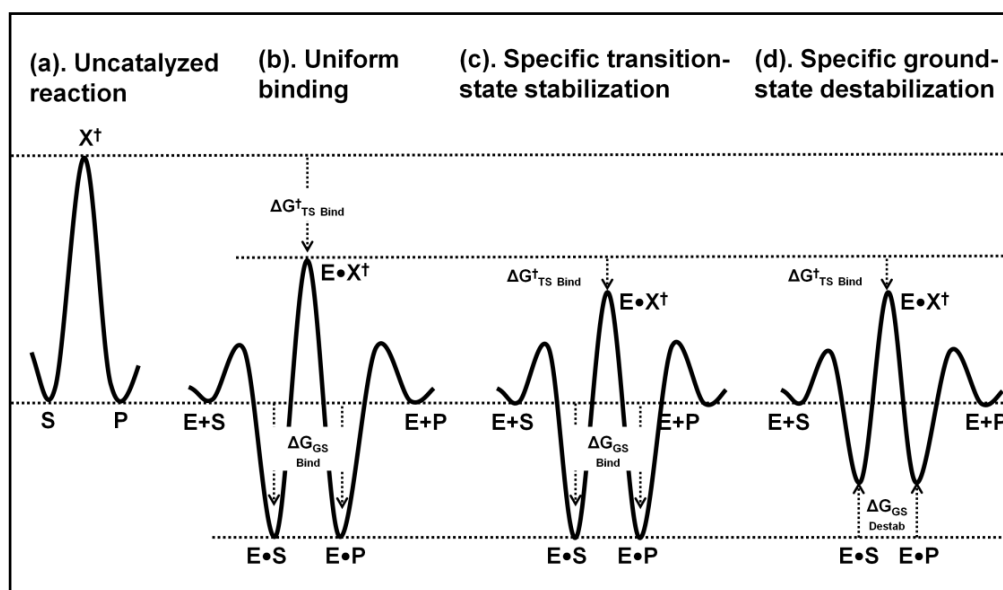 (a). Uncatalyzed
reaction
(b). Uniform
binding
(c). Specific transition-
state stabilization
(d). Specific ground-
state destabilization
X†
S
P
ΔG†TS Bind
E•X†
E+S
E+P
ΔGGS
Bind
E•S
E•P
ΔG†TS Bind
E•X†
E+S
E+P
ΔGGS
Bind
E•S
E•P
ΔG†TS Bind
E•X†
E+S
E+P
ΔGGS
Destab
E•S
E•P